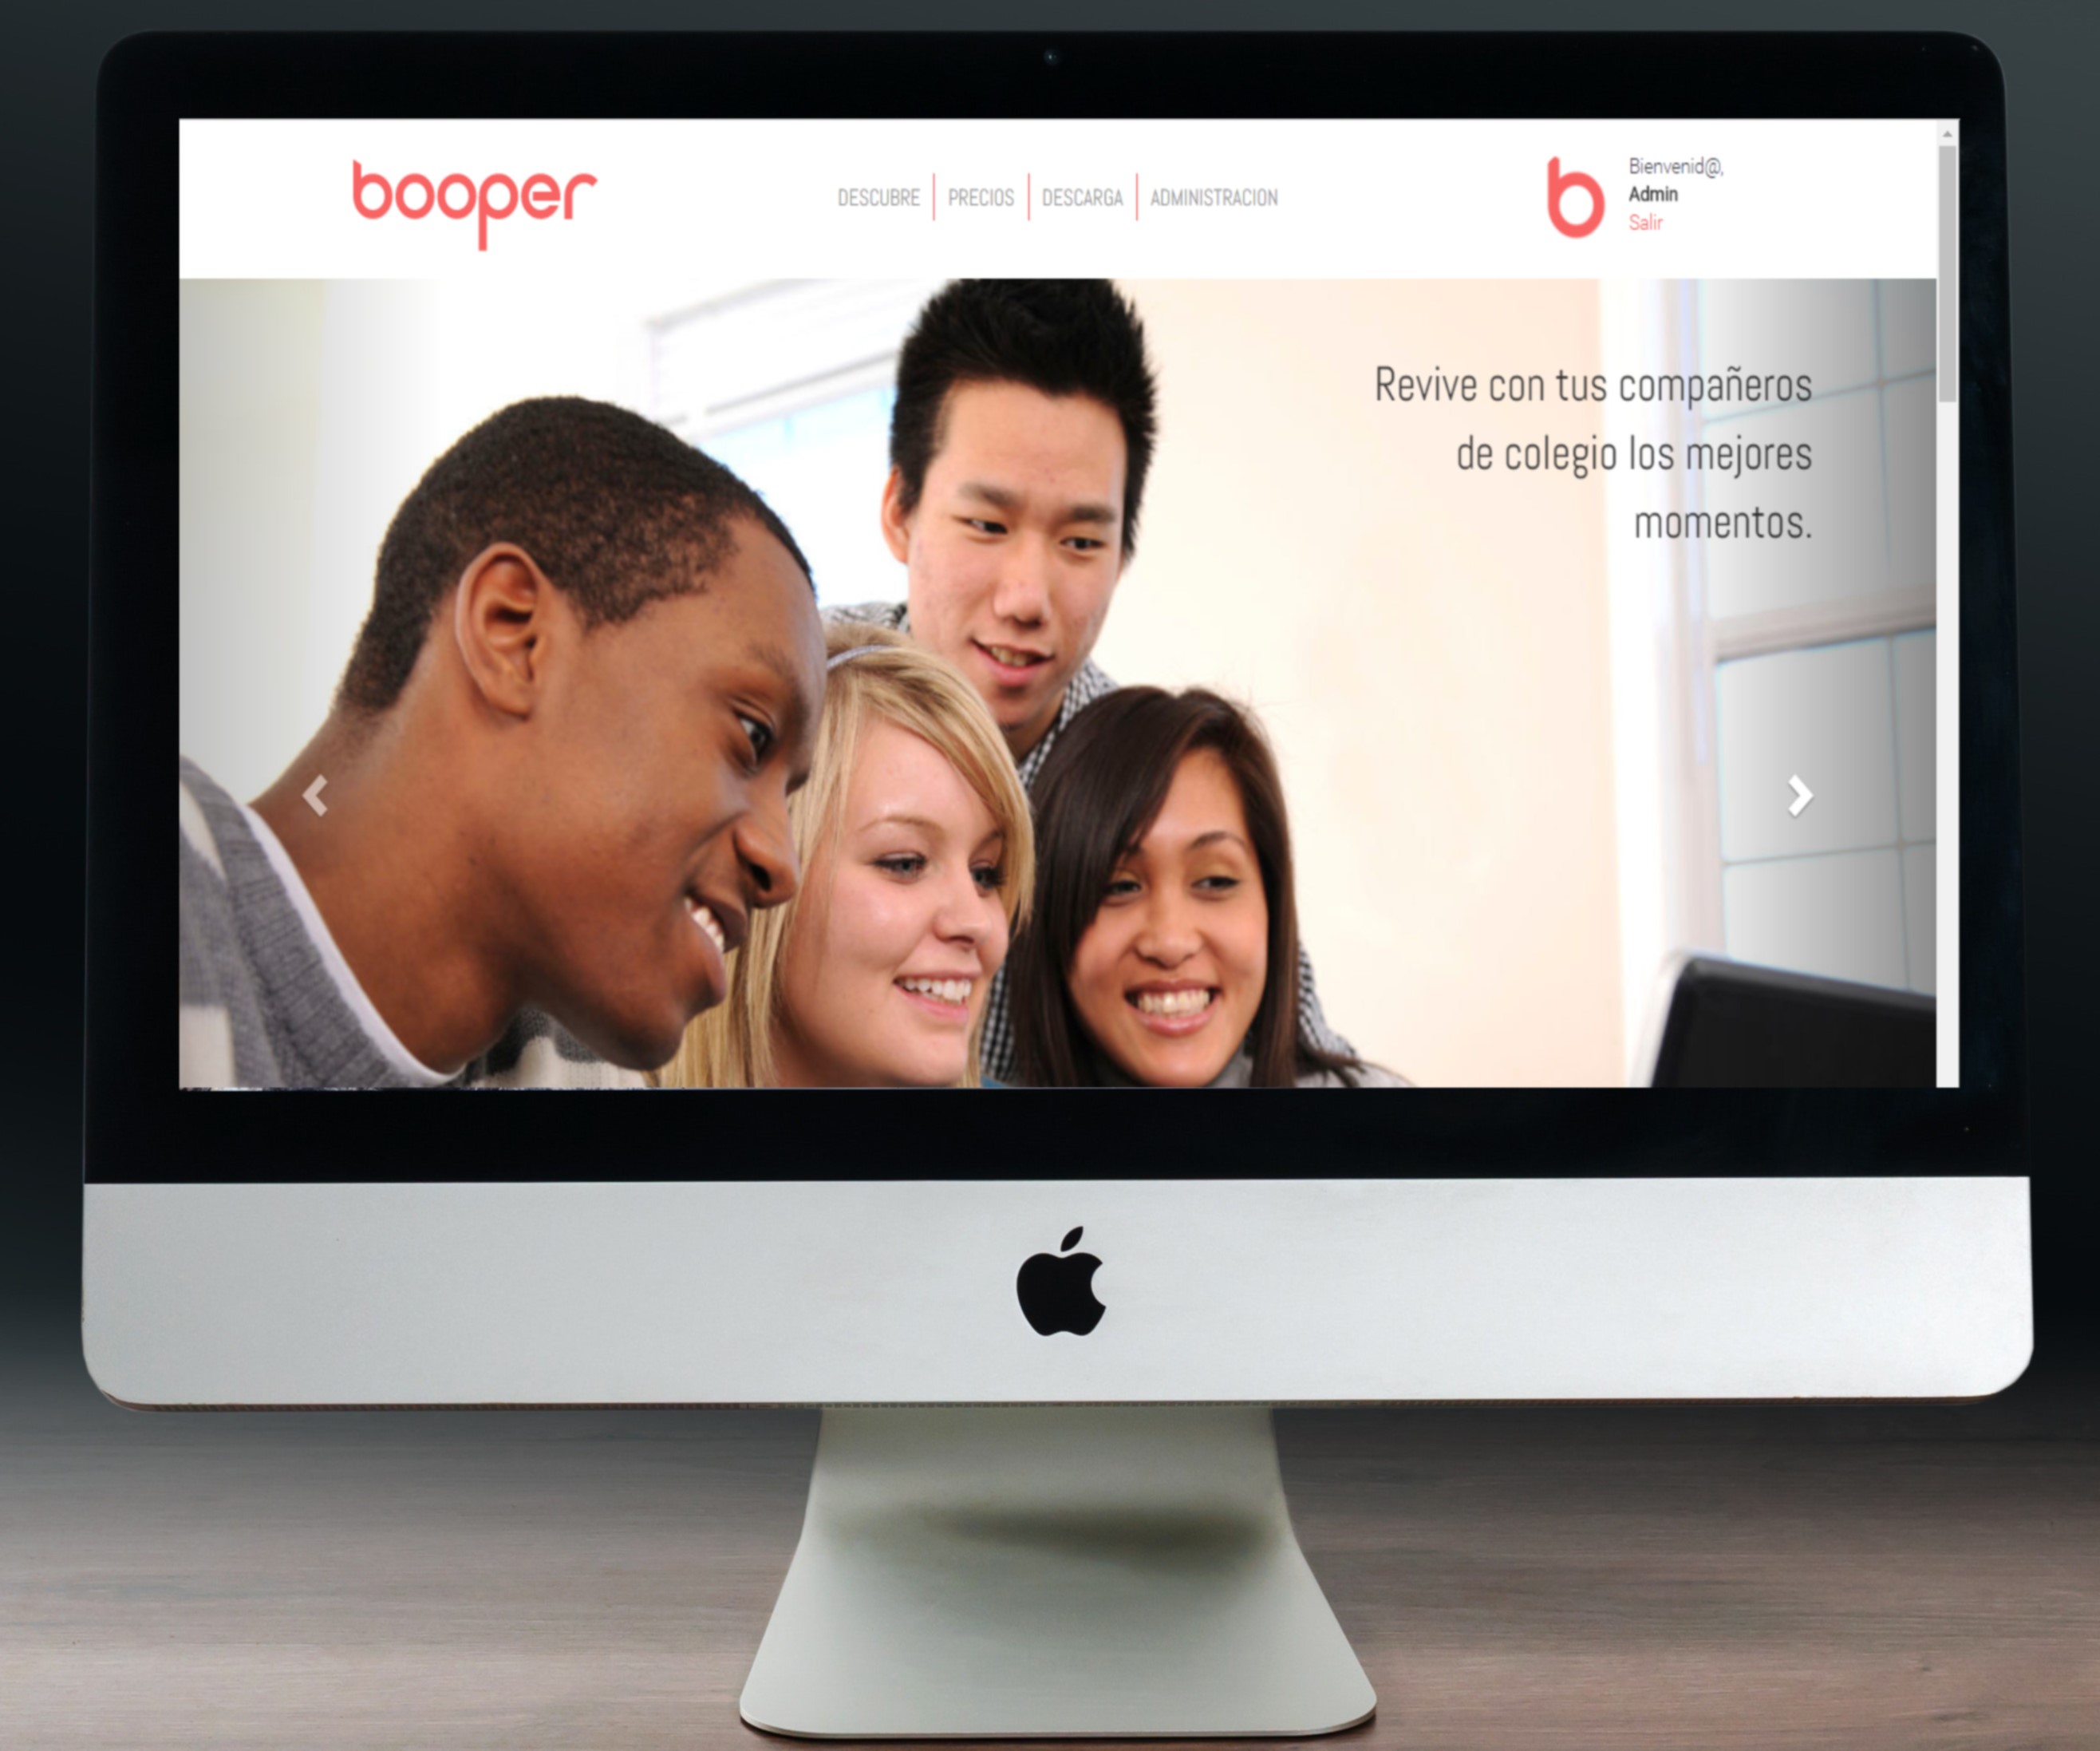 booper
DESCUBRE
PRECIOS
DESCARGA
ADMINISTRACION
b
Bienvenid@,
Admin
Salir
Revive con tus compañeros
de colegio los mejores
momentos.